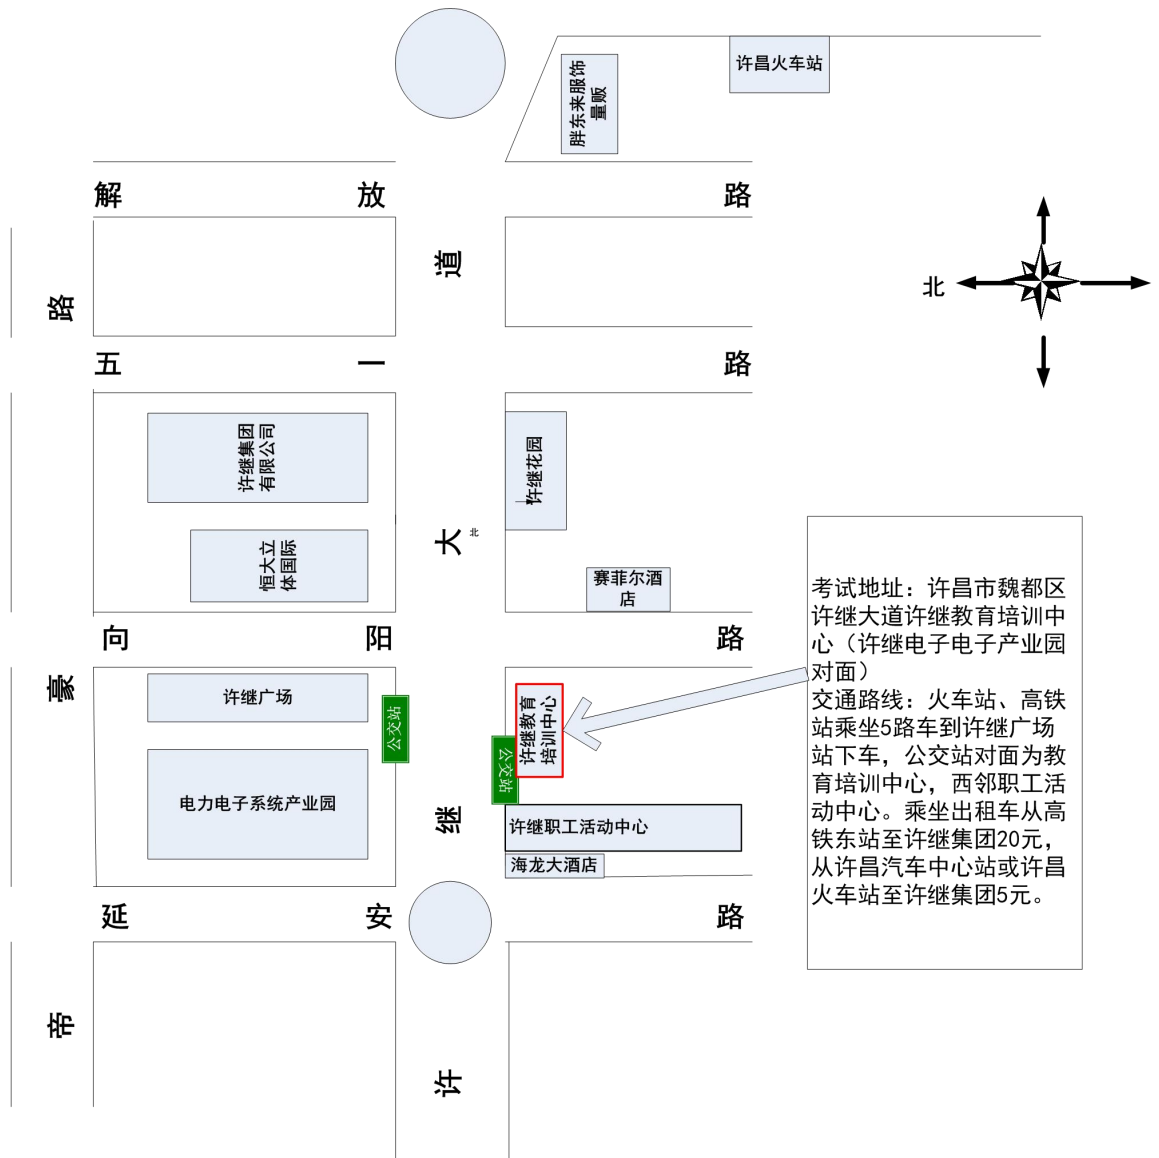 许昌火车站
胖东来服饰
量贩
解放路
北
五一路
许继集团
有限公司
许继花园
恒大立
体国际
北
赛菲尔酒
店
向阳路
许继广场
公交站
许继教育
培训中心
公交站
电力电子系统产业园
许继职工活动中心
海龙大酒店
延安路
许继大道
帝豪路
考试地址：许昌市魏都区
许继大道许继教育培训中
心（许继电子电子产业园
对面）
交通路线：火车站、高铁
站乘坐5路车到许继广场
站下车，公交站对面为教
育培训中心，西邻职工活
动中心。乘坐出租车从高
铁东站至许继集团20元，
从许昌汽车中心站或许昌
火车站至许继集团5元。